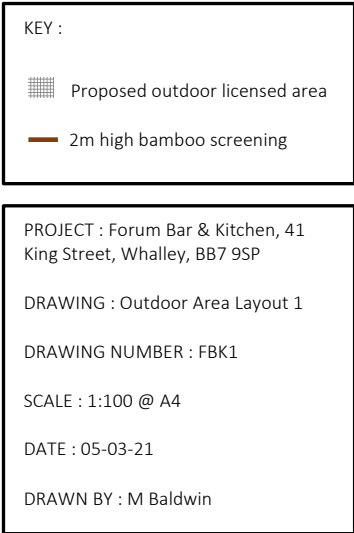 KEY :
Proposed outdoor licensed area
2m high bamboo screening
PROJECT : Forum Bar & Kitchen, 41
King Street, Whalley, BB7 9SP
DRAWING : Outdoor Area Layout 1
DRAWING NUMBER : FBK1
SCALE : 1:100 @ A4
DATE : 05-03-21
DRAWN BY : M Baldwin